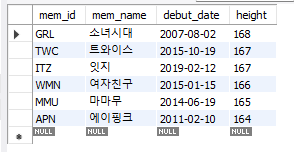 mem_id mem_name debut_date height
GRL 소녀시대 2007-08-02 168
TWC 트와이스 2015-10-19 167
ITZ 잇지 2019-02-12 167
WMN 여자친구 2015-01-15 166
MMU 마마무 2014-06-19 165
APN 에이핑크 2011-02-10 164
NULL NULL NULL NULL